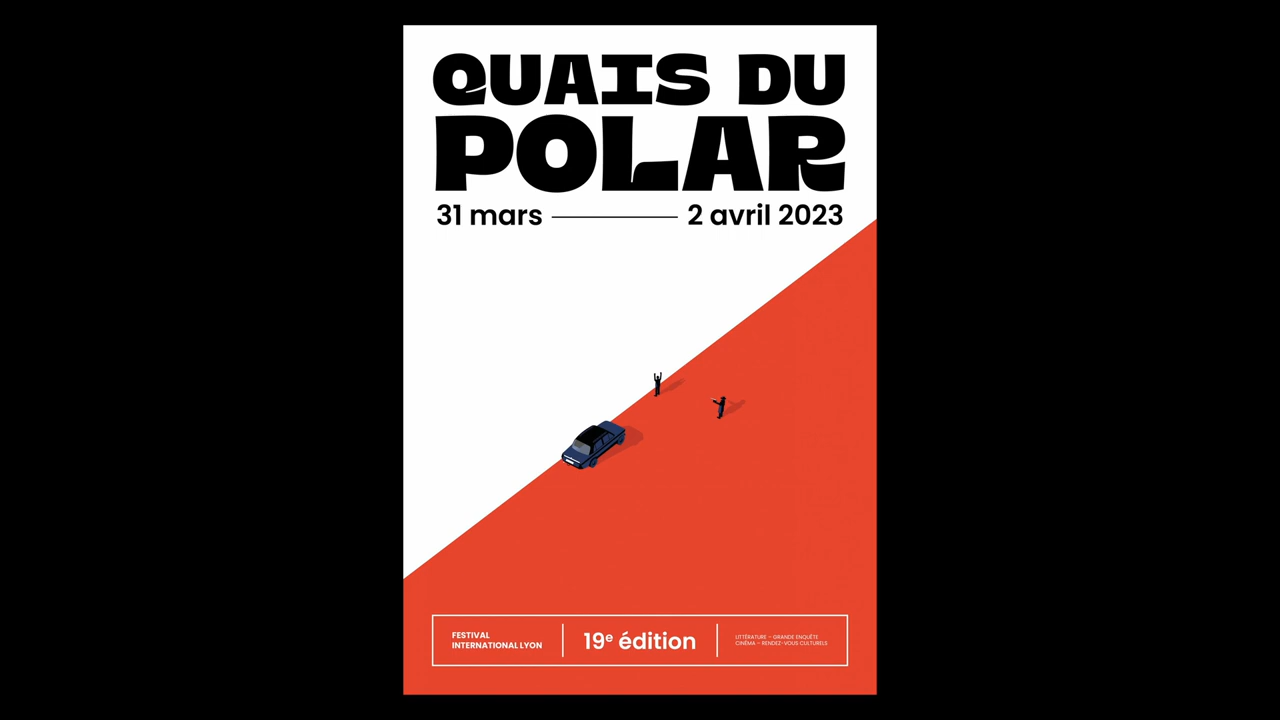 QUAIS DU
POLAR
31 mars 2 avril 2023
FESTIVAL
INTERNATIONAL LYON
19e édition
LITTÉRATURE – GRANDE ENQUÊTE
CINÉMA – RENDEZ-VOUS CULTURELS